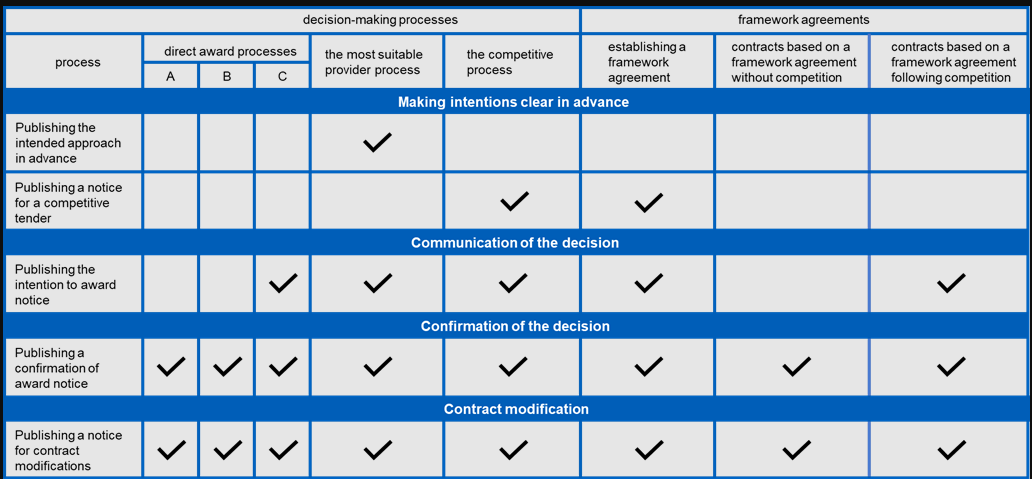 decision-making processes
framework agreements
process
direct award processes
A
B
C
the most suitable
provider process
the competitive
process
establishing a
framework
agreement
contracts based on a
framework agreement
without competition
contracts based on a
framework agreement
following competition
Making intentions clear in advance
Publishing the
intended approach
in advance
Publishing a notice
for a competitive
tender
Communication of the decision
Publishing the
intention to award
notice
Confirmation of the decision
Publishing a
confirmation of
award notice
Contract modification
Publishing a notice
for contract
modifications